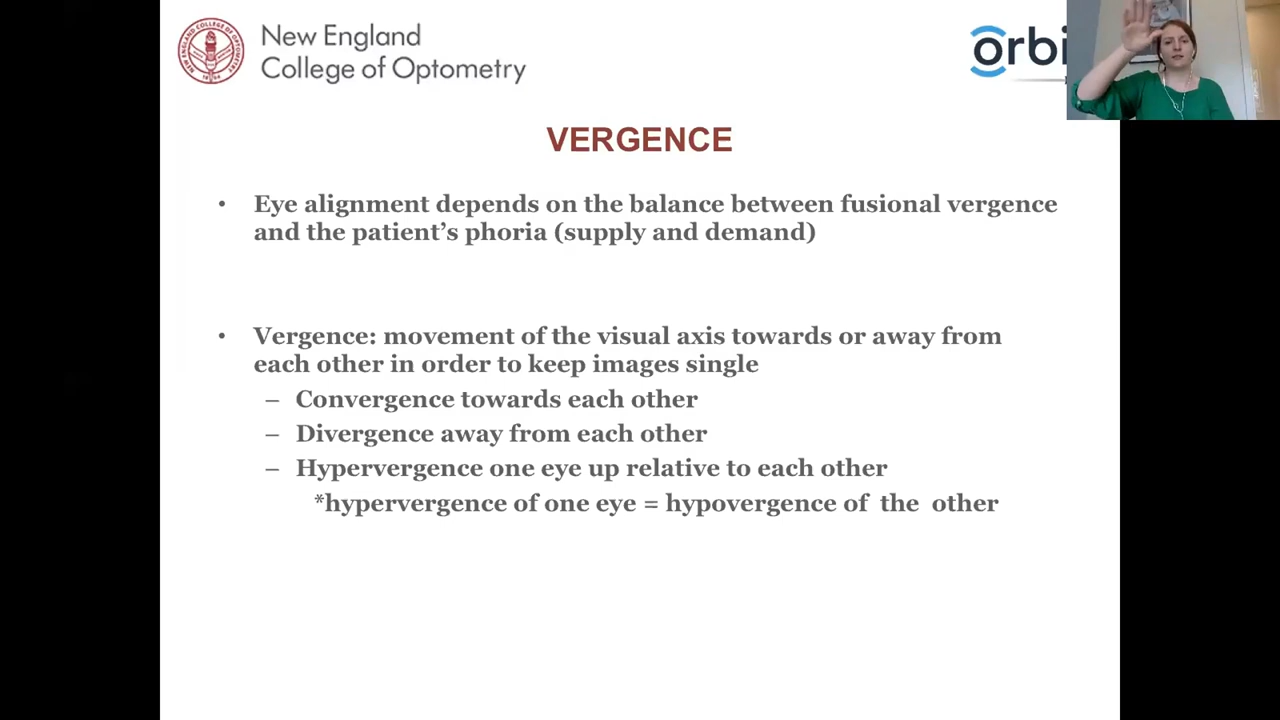 New England
College of Optometry
orbi
VERGENCE
• Eye alignment depends on the balance between fusional vergence
and the patient's phoria (supply and demand)
• Vergence: movement of the visual axis towards or away from
each other in order to keep images single
– Convergence towards each other
– Divergence away from each other
– Hypervergence one eye up relative to each other
*hypervergence of one eye = hypovergence of the other